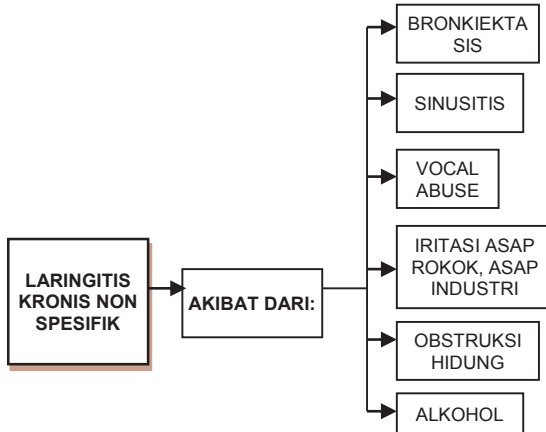 BRONKIEKTA
SIS
SINUSITIS
VOCAL
ABUSE
LARINGITIS
KRONIS NON
SPESIFIK
AKIBAT DARI:
IRITASI ASAP
ROKOK, ASAP
INDUSTRI
OBSTRUKSI
HIDUNG
ALKOHOL